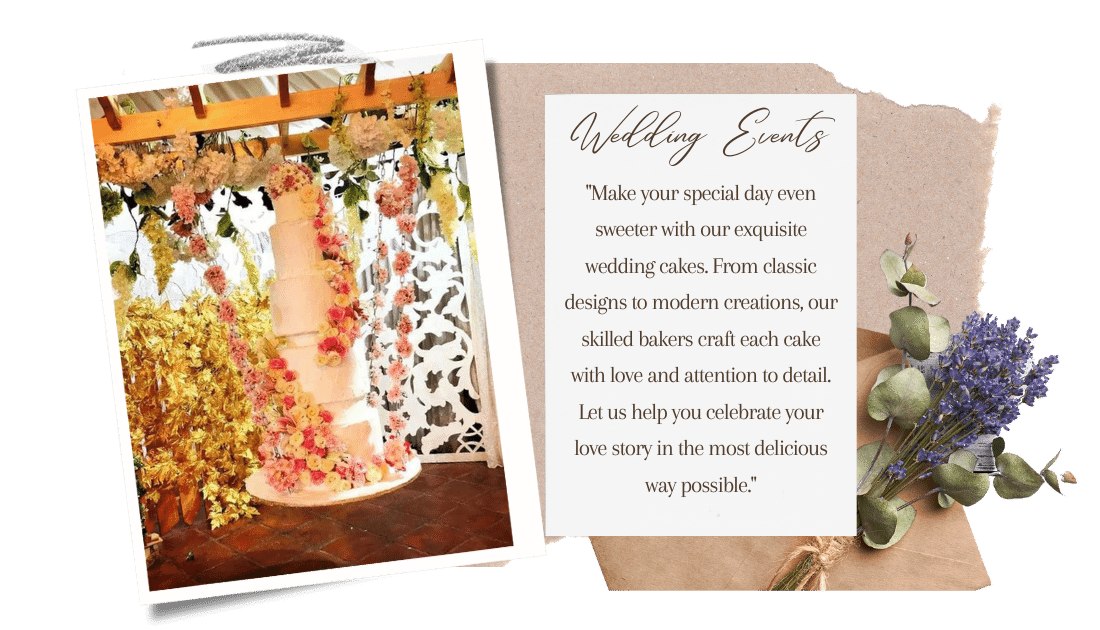 Wedding Events
"Make your special day even
sweeter with our exquisite
wedding cakes. From classic
designs to modern creations, our
skilled bakers craft each cake
with love and attention to detail.
Let us help you celebrate your
love story in the most delicious
way possible."